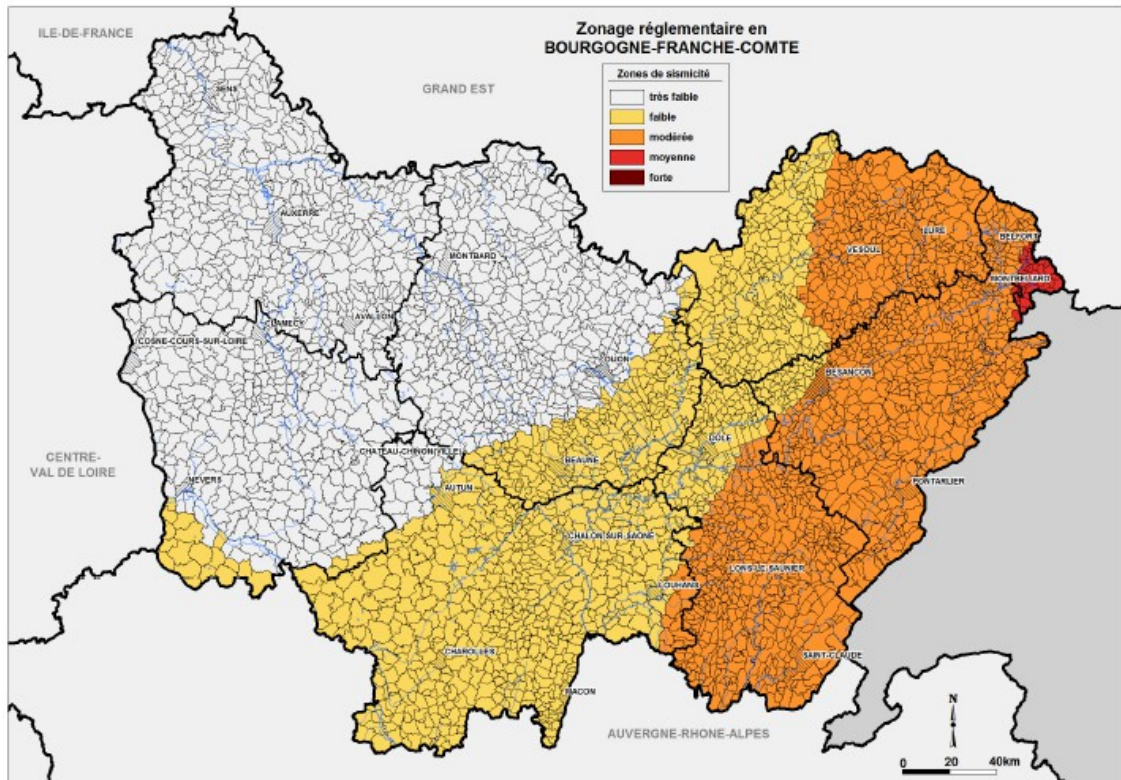 ILE-DE-FRANCE
Zonage réglementaire en
BOURGOGNE-FRANCHE-COMTE
Zones de sismicité
très faible
faible
modérée
moyenne
forte
GRAND EST
SENS
AUXERRE
MONTBARD
VESOUL
LURE
BELFORT
MONTBELIARD
CLAMECY
AVALLON
COSNE-COURS-SUR-LOIRE
DIJON
BESANCON
DOLE
CENTRE-
VAL DE LOIRE
CHATEAU-CHINON(VILLE)
BEAUNE
NEVERS
AUTUN
PONTARLIER
CHALON-SUR-SAONE
LOUHANS
LONS-LE-SAUNIER
CHAROLLES
SAINT-CLAUDE
MACON
AUVERGNE-RHONE-ALPES
N
0 20 40km